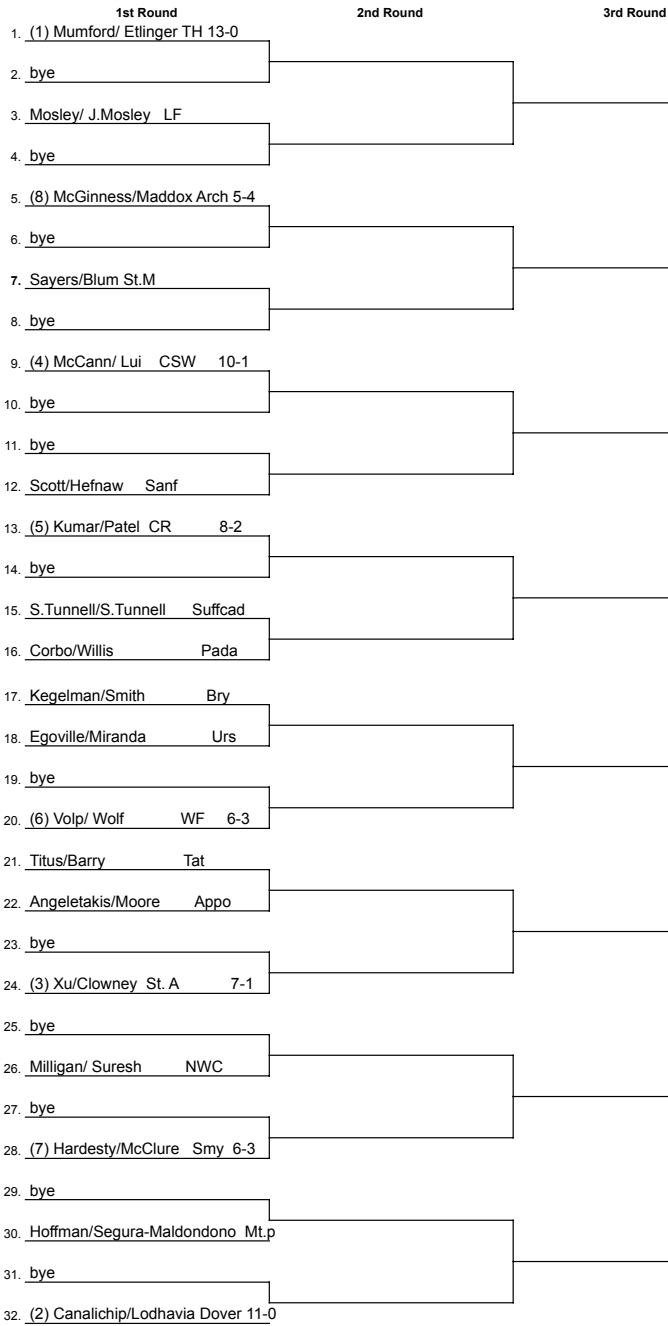 1st Round 2nd Round 3rd Round
1. (1) Mumford/ Etlinger TH 13-0
2. bye
3. Mosley/ J.Mosley LF
4. bye
5. (8) McGinness/Maddox Arch 5-4
6. bye
7. Sayers/Blum St.M
8. bye
9. (4) McCann/ Lui CSW 10-1
10. bye
11. bye
12. Scott/Hefnaw Sanf
13. (5) Kumar/Patel CR 8-2
14. bye
15. S.Tunnell/S.Tunnell Suffcad
16. Corbo/Willis Pada
17. Kegelman/Smith Bry
18. Egoville/Miranda Urs
19. bye
20. (6) Volp/ Wolf WF 6-3
21. Titus/Barry Tat
22. Angeletakis/Moore Appo
23. bye
24. (3) Xu/Clowney St. A 7-1
25. bye
26. Milligan/ Suresh NWC
27. bye
28. (7) Hardesty/McClure Smy 6-3
29. bye
30. Hoffman/Segura-Maldondono Mt.p
31. bye
32. (2) Canalichip/Lodhavia Dover 11-0